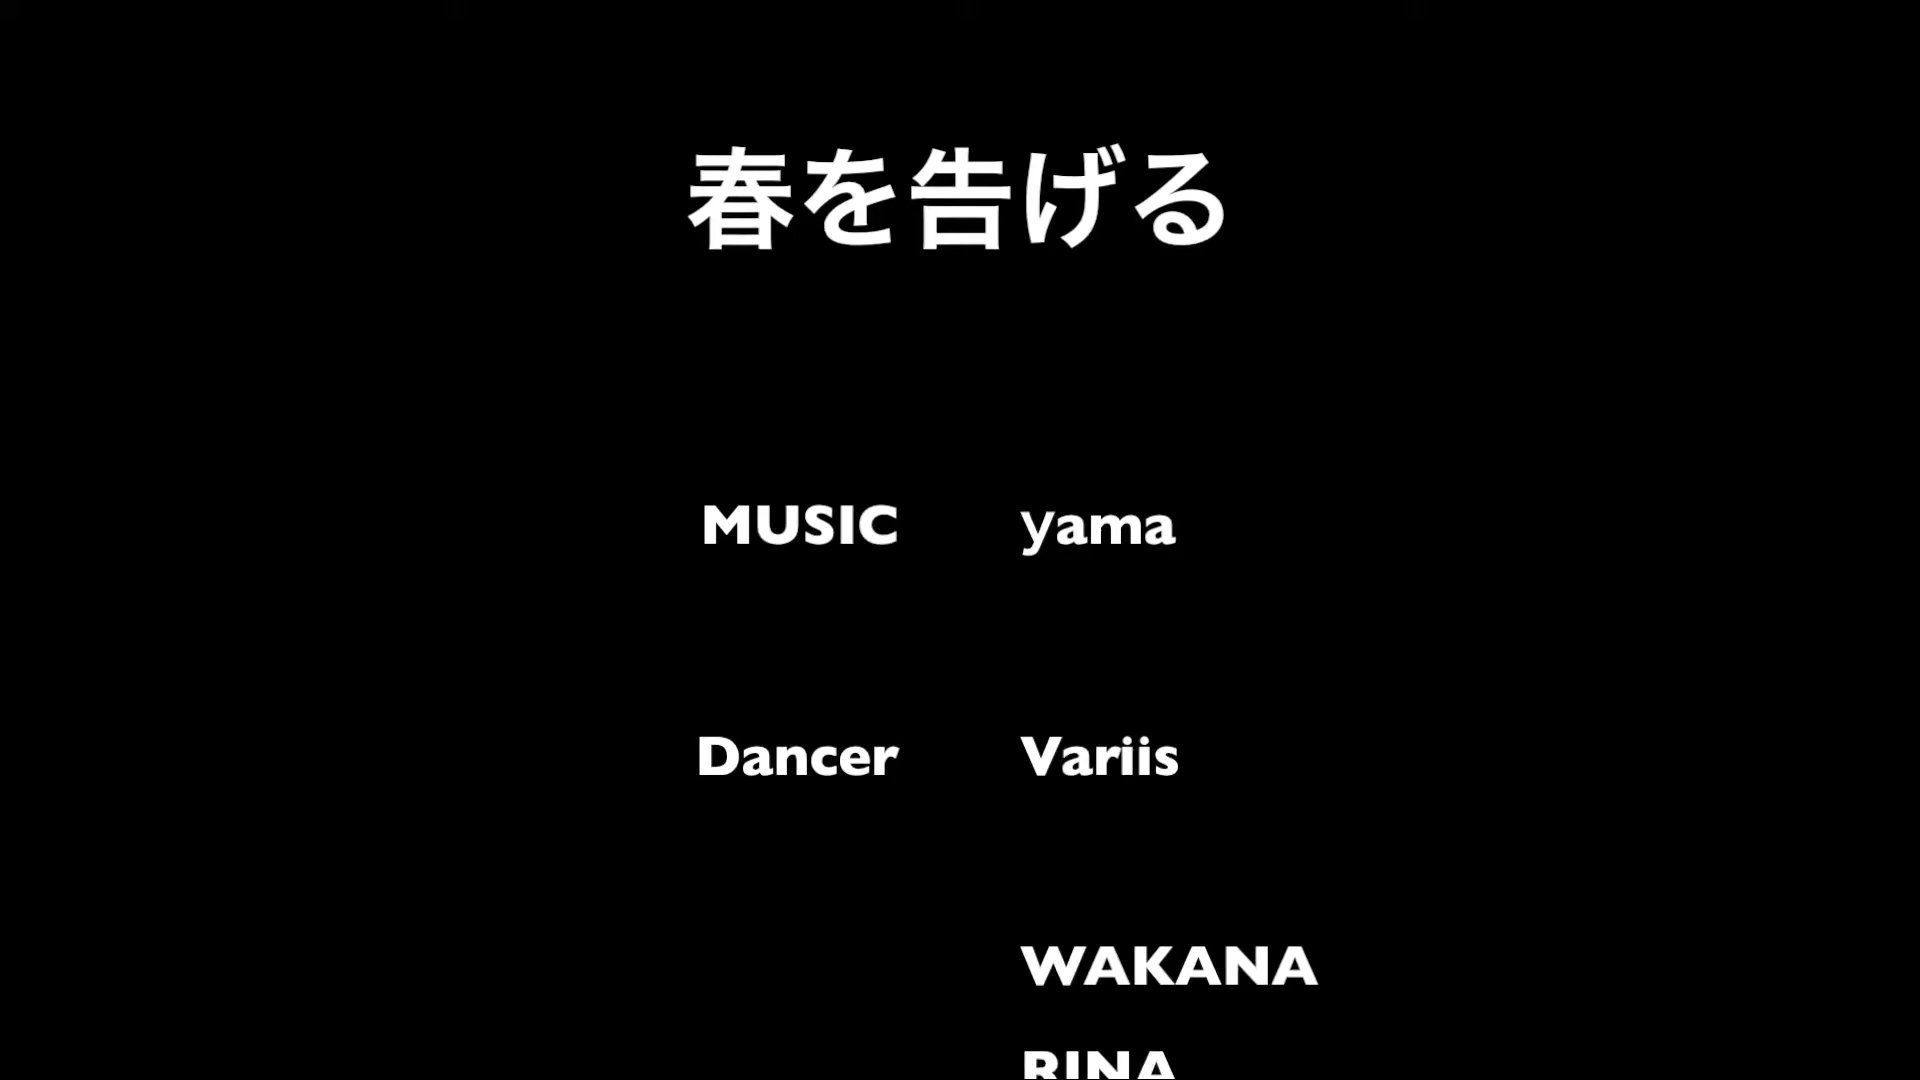 春を告げる
MUSIC yama
Dancer Variis
WAKANA
RINA